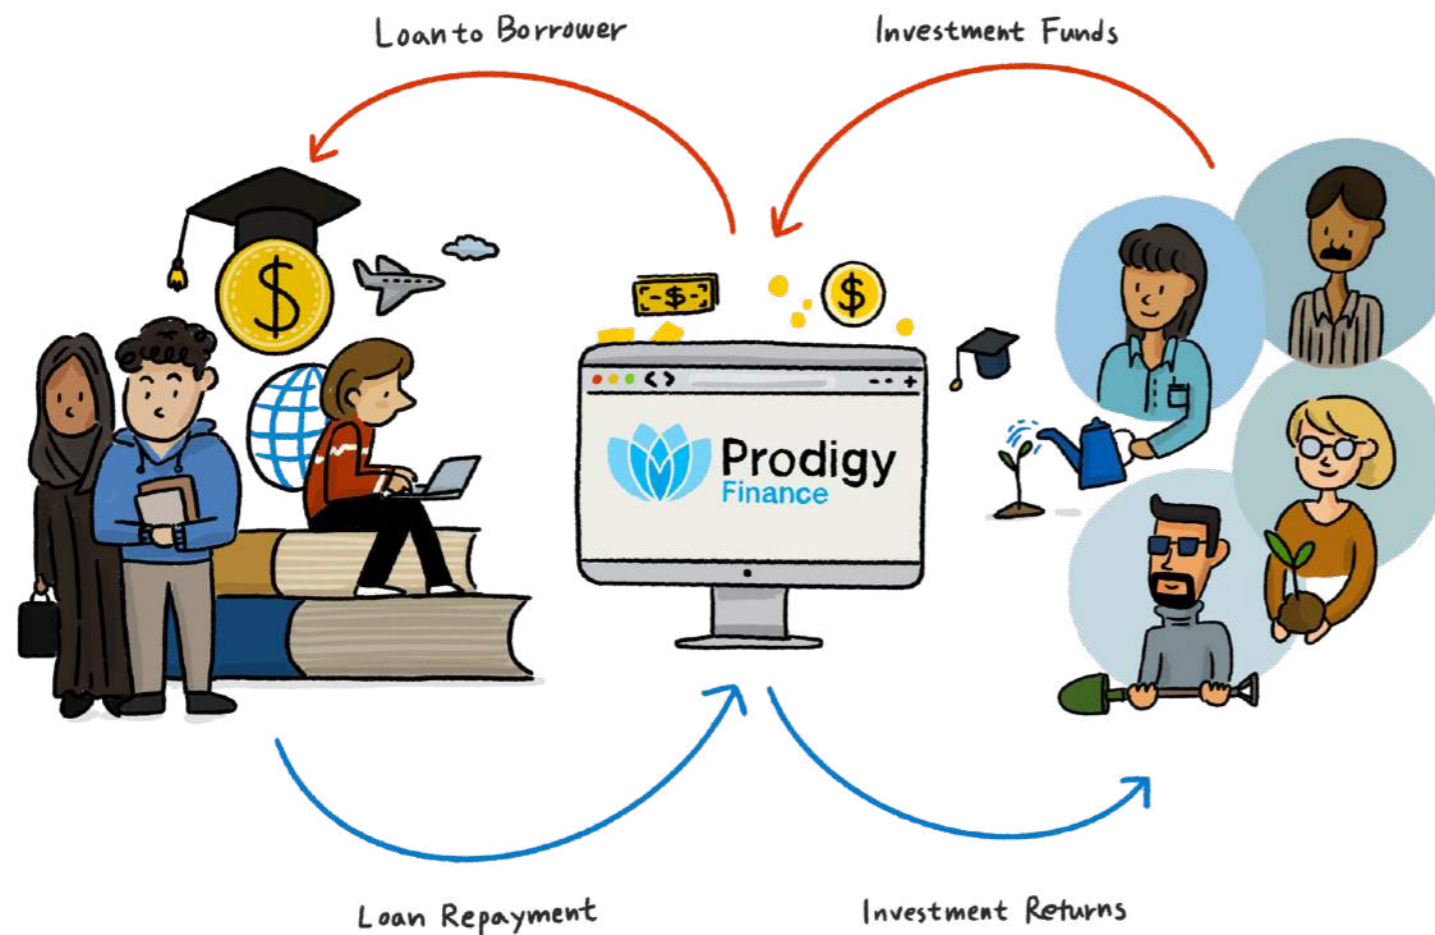 Loan to Borrower
Investment Funds
$
$
$
Prodigy
Finance
Loan Repayment
Investment Returns